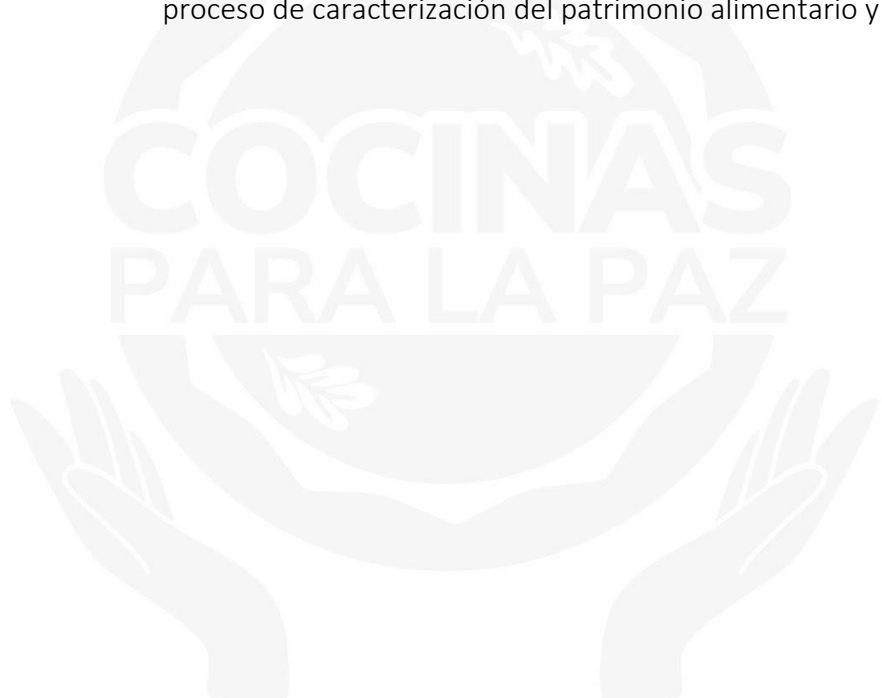 proceso de caracterización del patrimonio alimentario y
COCINAS
PARA LA PAZ